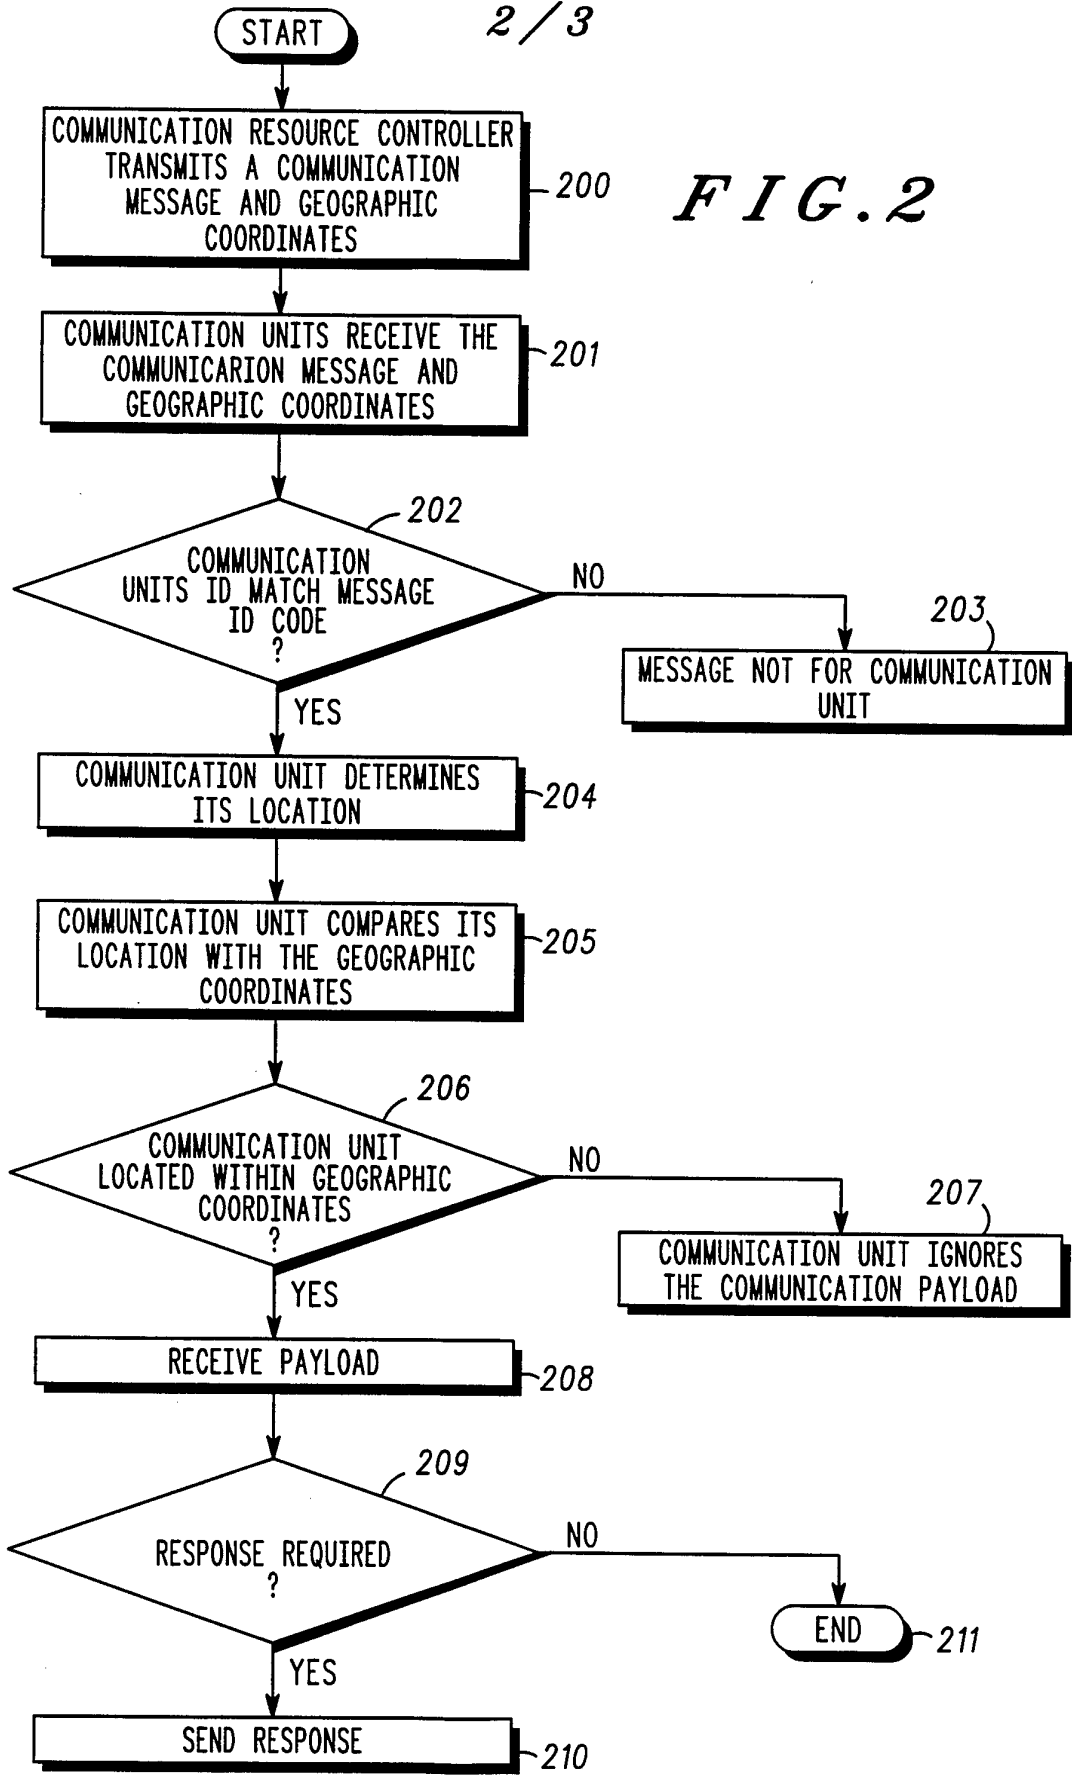 START
2/3
COMMUNICATION RESOURCE CONTROLLER
TRANSMITS A COMMUNICATION
MESSAGE AND GEOGRAPHIC
COORDINATES
200
FIG.2
COMMUNICATION UNITS RECEIVE THE
COMMUNICARION MESSAGE AND
GEOGRAPHIC COORDINATES
201
202
COMMUNICATION
UNITS ID MATCH MESSAGE
ID CODE
?
NO
203
MESSAGE NOT FOR COMMUNICATION
UNIT
YES
COMMUNICATION UNIT DETERMINES
ITS LOCATION
204
COMMUNICATION UNIT COMPARES ITS
LOCATION WITH THE GEOGRAPHIC
COORDINATES
205
206
COMMUNICATION UNIT
LOCATED WITHIN GEOGRAPHIC
COORDINATES
?
NO
207
COMMUNICATION UNIT IGNORES
THE COMMUNICATION PAYLOAD
YES
RECEIVE PAYLOAD
208
209
RESPONSE REQUIRED
?
NO
END
211
YES
SEND RESPONSE
210